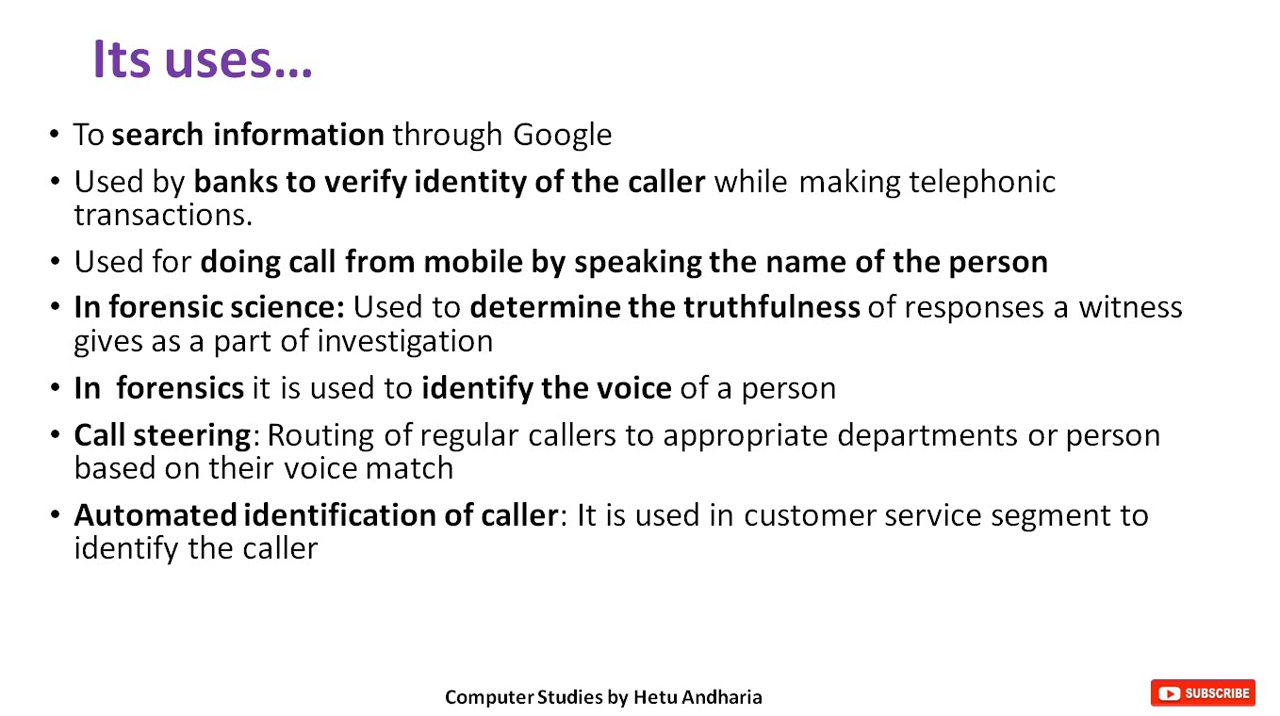 Its uses...
• To search information through Google
• Used by banks to verify identity of the caller while making telephonic
transactions.
• Used for doing call from mobile by speaking the name of the person
• In forensic science: Used to determine the truthfulness of responses a witness
gives as a part of investigation
• In forensics it is used to identify the voice of a person
• Call steering: Routing of regular callers to appropriate departments or person
based on their voice match
• Automated identification of caller: It is used in customer service segment to
identify the caller
Computer Studies by Hetu Andharia
SUBSCRIBE